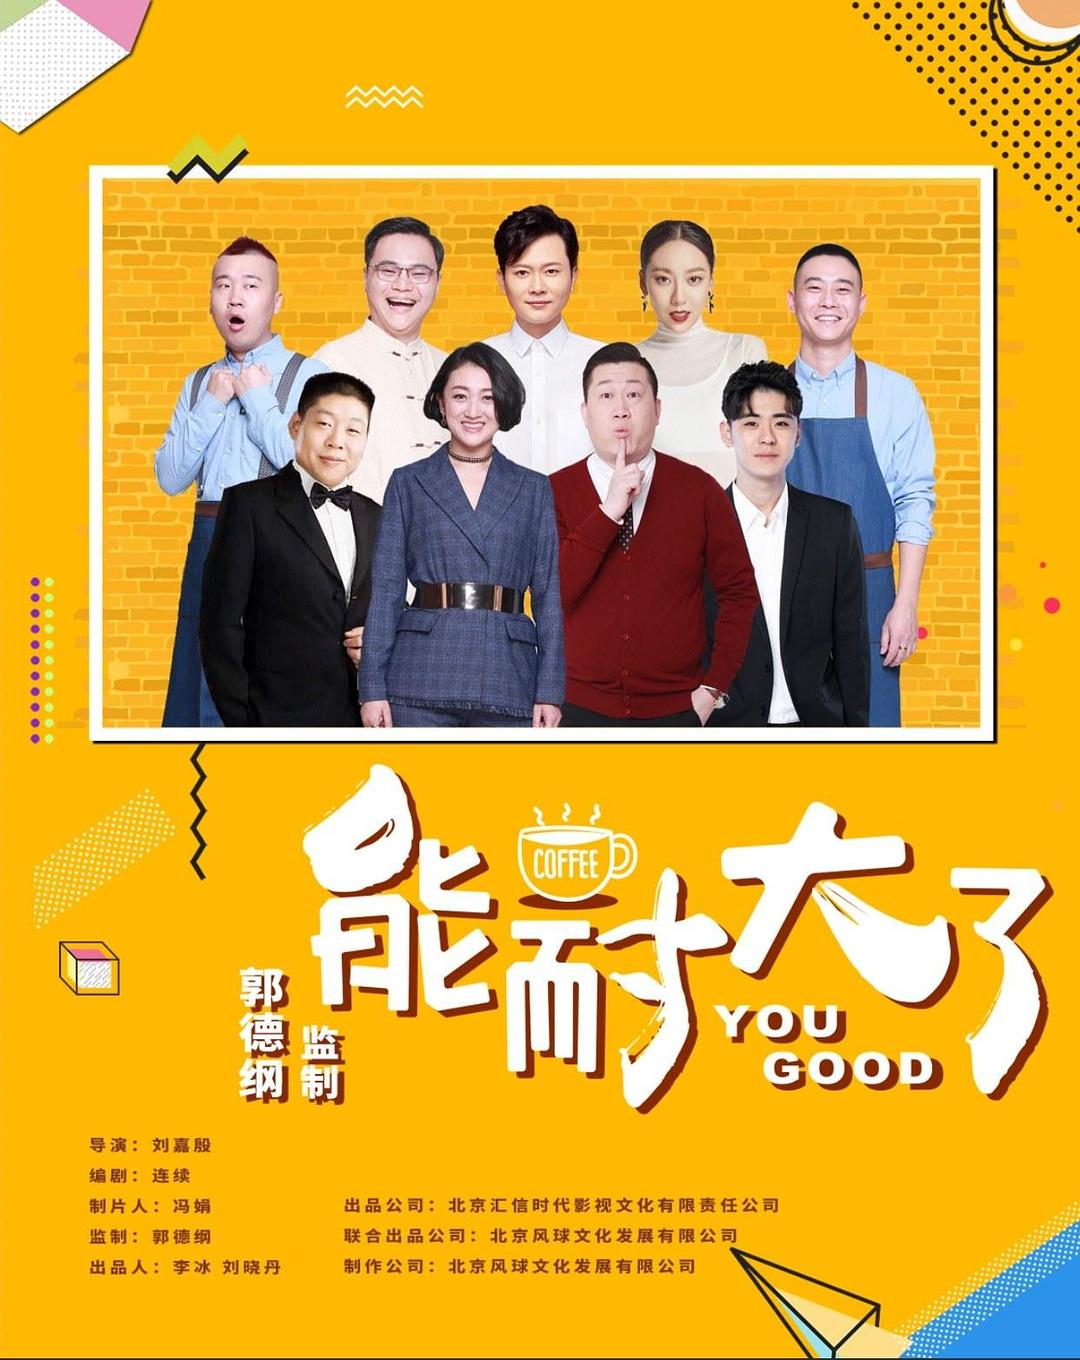 能耐大了
COFFEE
YOU
GOOD
郭德纲
监制
导演：刘嘉殷
编剧：连续
制片人：冯娟
监制：郭德纲
出品人：李冰 刘晓丹
出品公司：北京汇信时代影视文化有限责任公司
联合出品公司：北京风球文化发展有限公司
制作公司：北京风球文化发展有限公司